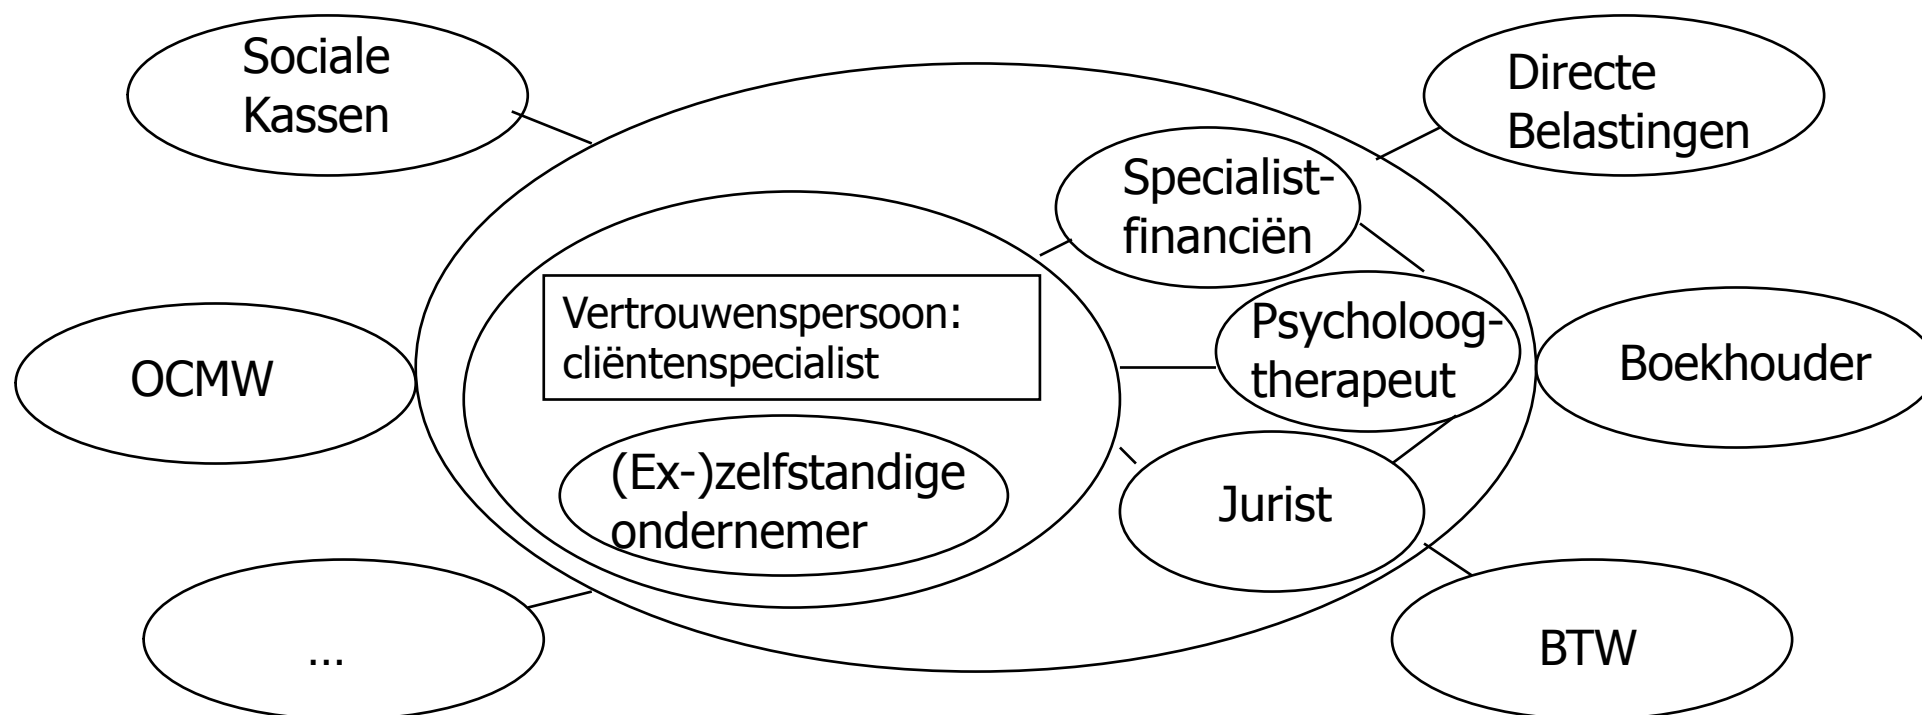 Sociale
Kassen
Directe
Belastingen
Specialist-
financiën
Vertrouwenspersoon:
cliëntenspecialist
Psycholoog-
therapeut
OCMW
Boekhouder
(Ex-)zelfstandige
ondernemer
Jurist
...
BTW